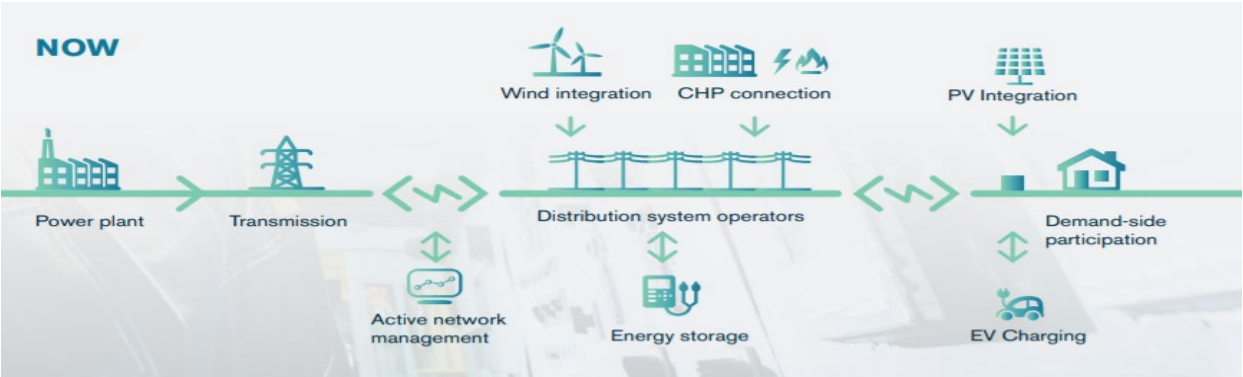 NOW
Wind integration
CHP connection
PV Integration
Power plant
Transmission
Distribution system operators
Demand-side
participation
Active network
management
Energy storage
EV Charging